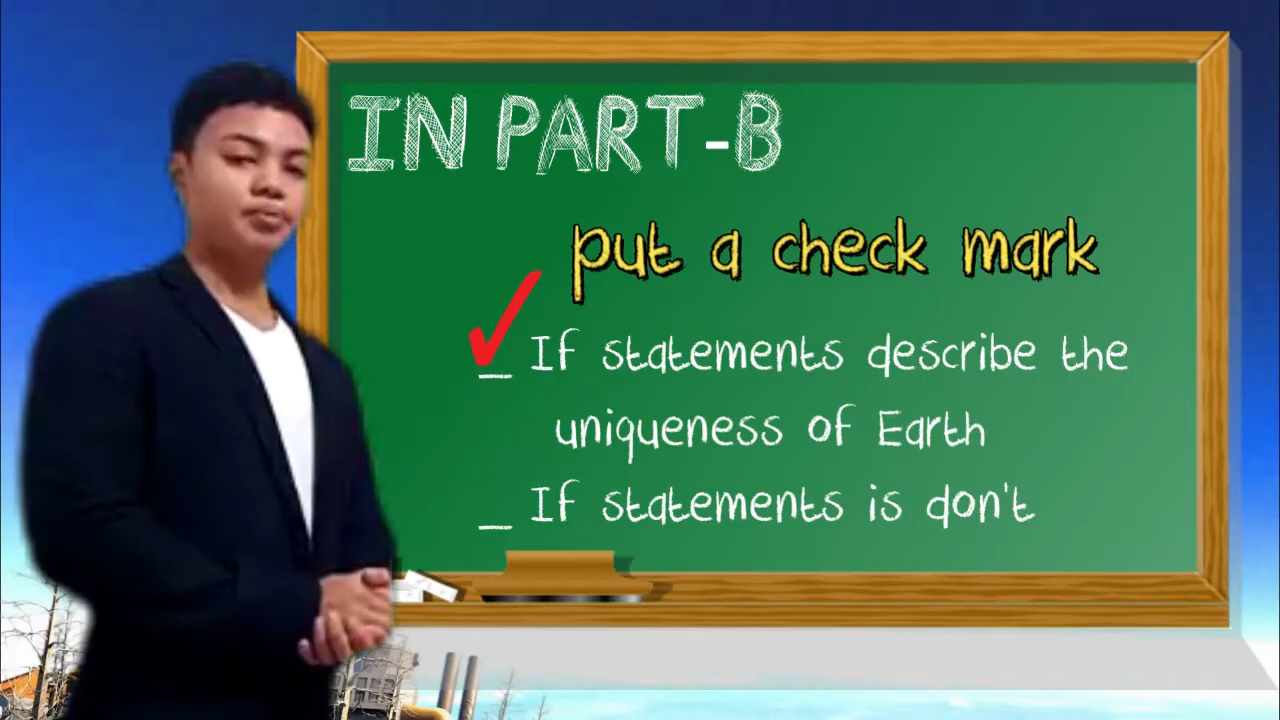 IN PART-B
put a check mark
_ If statements describe the
uniqueness of Earth
_ If statements is don't